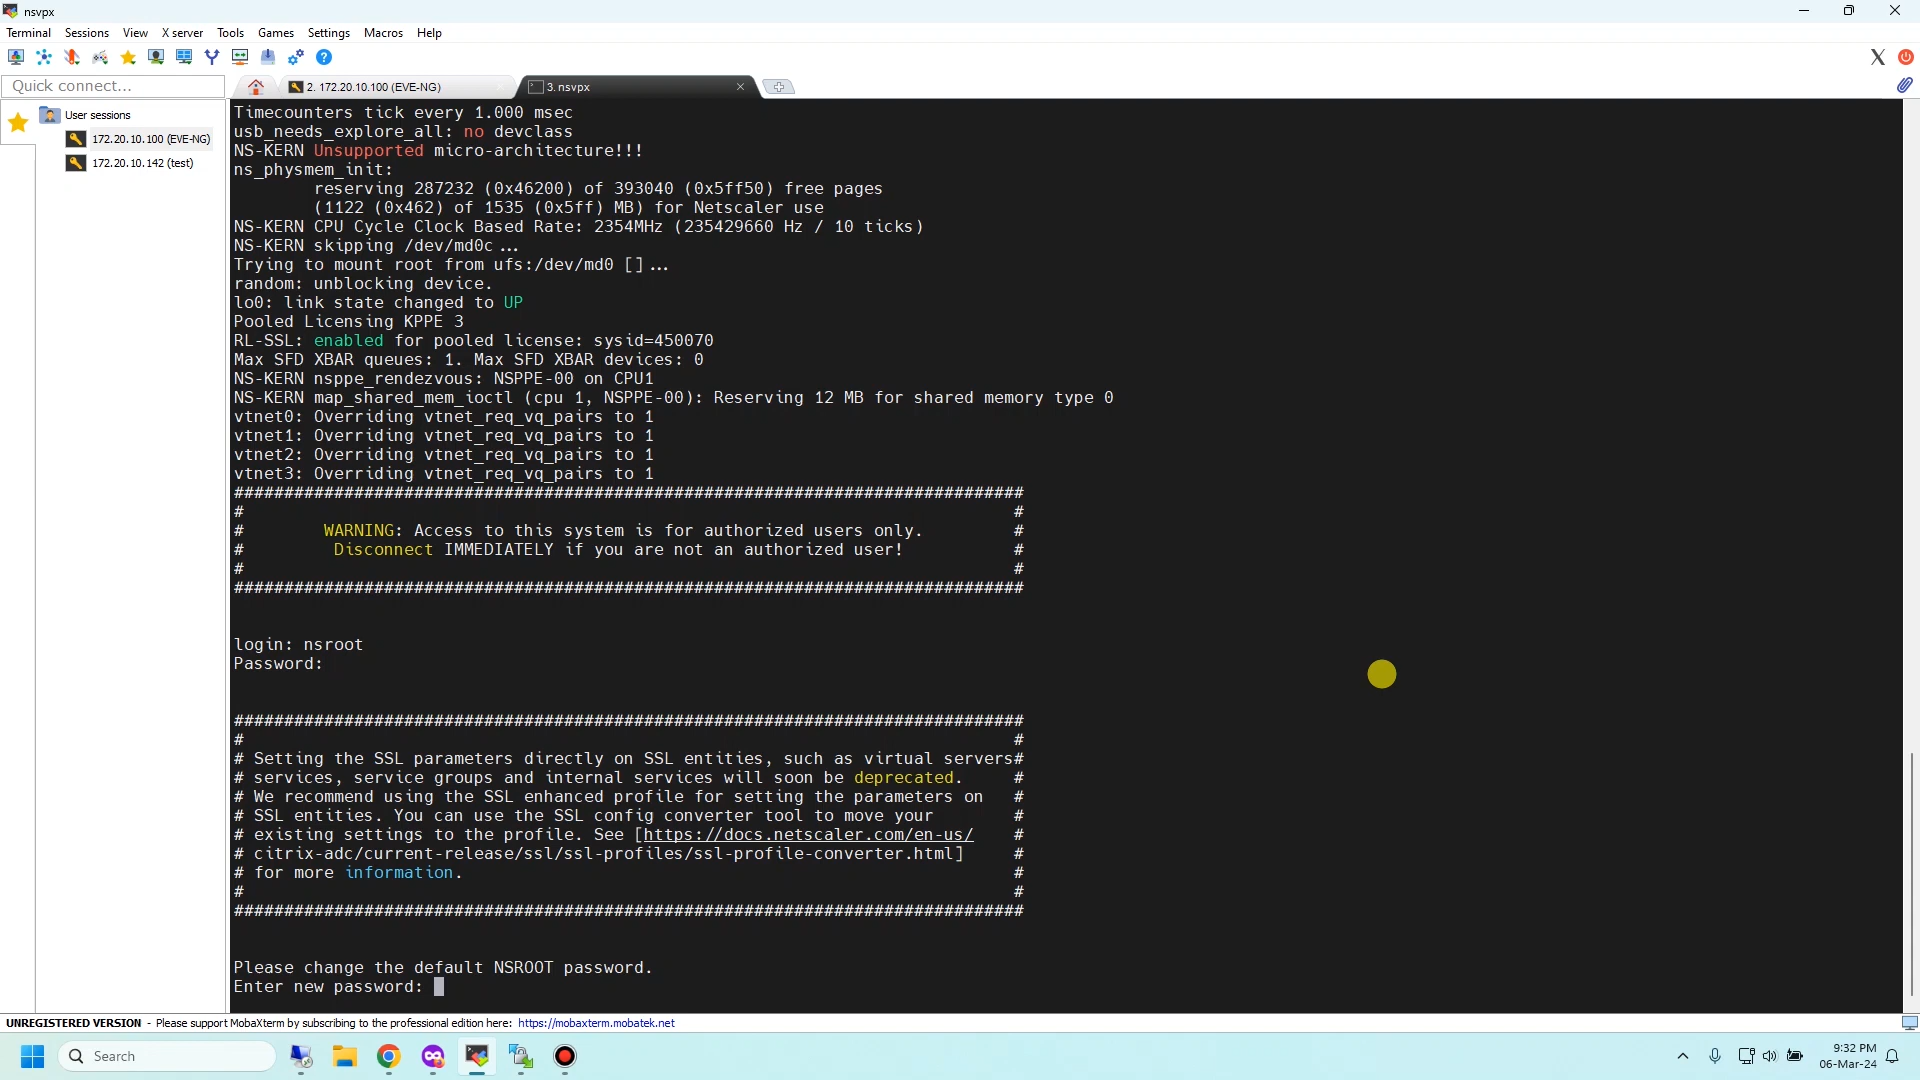 nsvpx
Terminal Sessions View X server Tools Games Settings Macros Help
Quick connect...
2. 172.20.10.100 (EVE-NG)
3. nsvpx
User sessions
172.20.10.100 (EVE-NG)
172.20.10.142 (test)
Timecounters tick every 1.000 msec
usb_needs_explore_all: no devclass
NS-KERN Unsupported micro-architecture!!!
ns_physmem_init:
reserving 287232 (0x46200) of 393040 (0x5ff50) free pages
(1122 (0x462) of 1535 (0x5ff) MB) for Netscaler use
NS-KERN CPU Cycle Clock Based Rate: 2354MHz (235429660 Hz / 10 ticks)
NS-KERN skipping /dev/md0c ...
Trying to mount root from ufs:/dev/md0 []...
random: unblocking device.
lo0: link state changed to UP
Pooled Licensing KPPE 3
RL-SSL: enabled for pooled license: sysid=450070
Max SFD XBAR queues: 1. Max SFD XBAR devices: 0
NS-KERN nsppe_rendezvous: NSPPE-00 on CPU1
NS-KERN map_shared_mem_ioctl (cpu 1, NSPPE-00): Reserving 12 MB for shared memory type 0
vtnet0: Overriding vtnet_req_vq_pairs to 1
vtnet1: Overriding vtnet_req_vq_pairs to 1
vtnet2: Overriding vtnet_req_vq_pairs to 1
vtnet3: Overriding vtnet_req_vq_pairs to 1
###############################################################################
# #
# WARNING: Access to this system is for authorized users only. #
# Disconnect IMMEDIATELY if you are not an authorized user! #
# #
###############################################################################
login: nsroot
Password:
###############################################################################
# #
# Setting the SSL parameters directly on SSL entities, such as virtual servers#
# services, service groups and internal services will soon be deprecated. #
# We recommend using the SSL enhanced profile for setting the parameters on #
# SSL entities. You can use the SSL config converter tool to move your #
# existing settings to the profile. See [https://docs.netscaler.com/en-us/ #
# citrix-adc/current-release/ssl/ssl-profiles/ssl-profile-converter.html] #
# for more information. #
# #
###############################################################################
Please change the default NSROOT password.
Enter new password:
UNREGISTERED VERSION - Please support MobaXterm by subscribing to the professional edition here: https://mobaxterm.mobatek.net
Search
9:32 PM
06-Mar-24